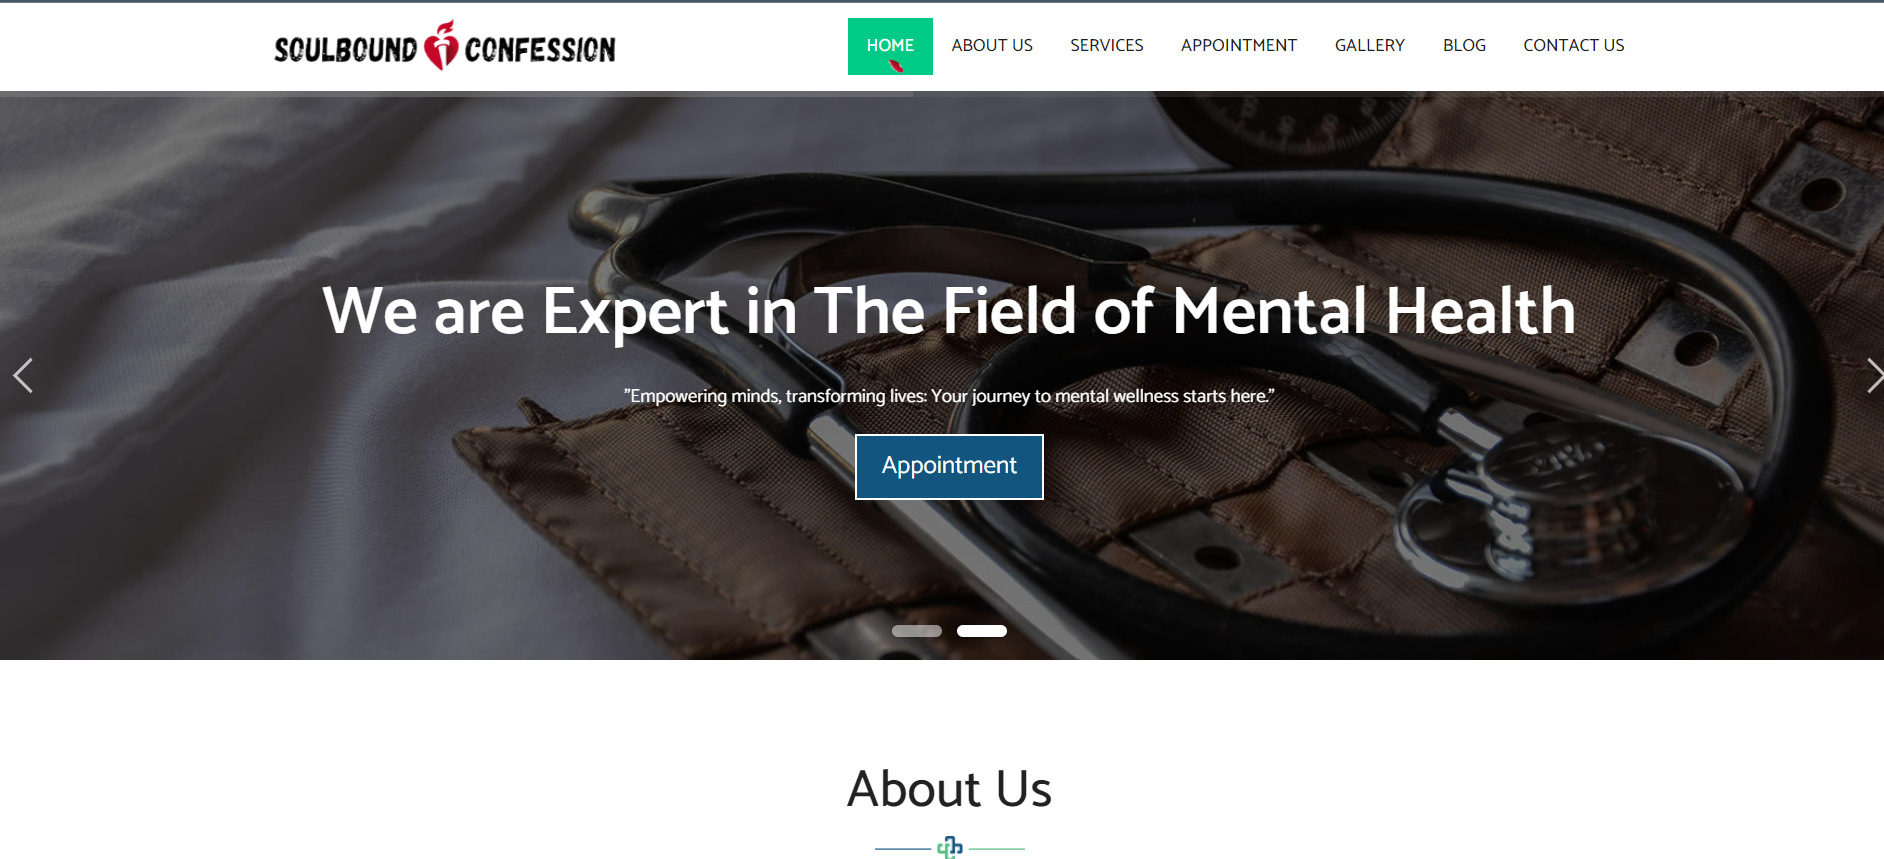 SOULBOUND CONFESSION
HOME ABOUT US SERVICES APPOINTMENT GALLERY BLOG CONTACT US
We are Expert in The Field of Mental Health
"Empowering minds, transforming lives: Your journey to mental wellness starts here."
Appointment
About Us